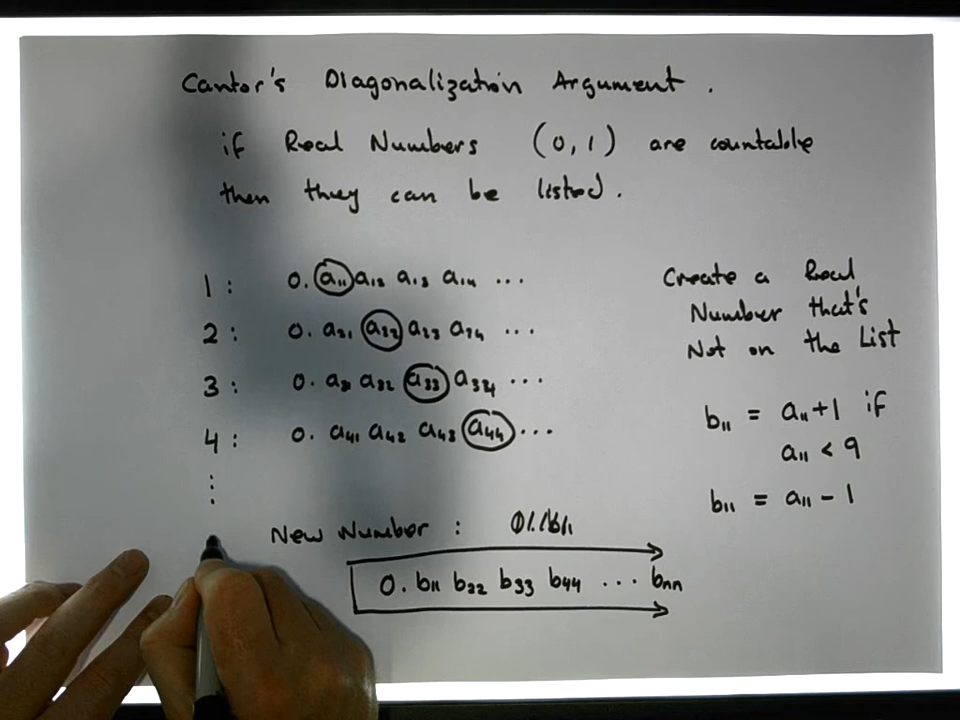 Cantor's Diagonalization Argument.
if Real Numbers (0,1) are countable
then they can be listed.
1: 0. a₁₁ a₁₂ a₁₃ a₁₄ ...
2: 0. a₂₁ a₂₂ a₂₃ a₂₄ ...
3: 0. a₃₁ a₃₂ a₃₃ a₃₄ ...
4: 0. a₄₁ a₄₂ a₄₃ a₄₄ ...
⋮
Create a Real
Number that's
Not on the List
b₁₁ = a₁₁+1 if
a₁₁ < 9
b₁₁ = a₁₁ - 1
New Number :
0. b₁₁ b₂₂ b₃₃ b₄₄ ... bₙₙ